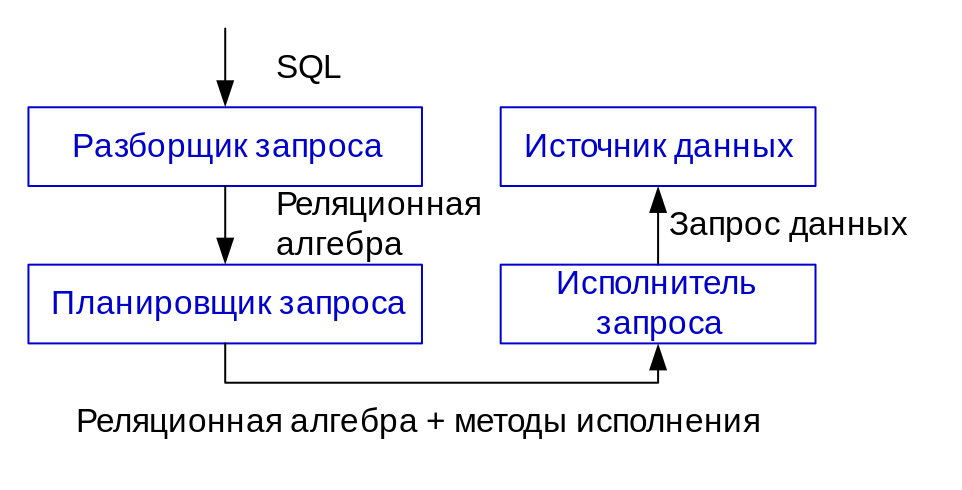 SQL
Разборщик запроса
Источник данных
Реляционная
алгебра
Запрос данных
Планировщик запроса
Исполнитель
запроса
Реляционная алгебра + методы исполнения